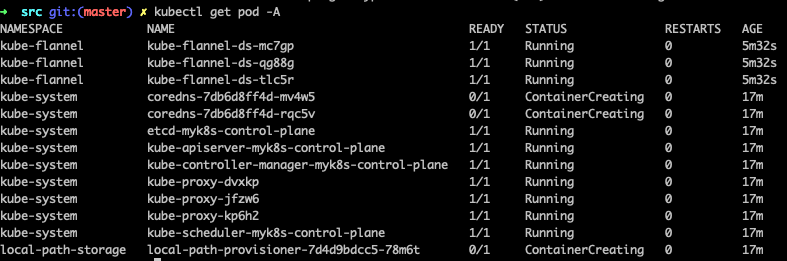 → src git:(master) ✗ kubectl get pod -A
NAMESPACE NAME READY STATUS RESTARTS AGE
kube-flannel kube-flannel-ds-mc7gp 1/1 Running 0 5m32s
kube-flannel kube-flannel-ds-qg88g 1/1 Running 0 5m32s
kube-flannel kube-flannel-ds-tlc5r 1/1 Running 0 5m32s
kube-system coredns-7db6d8ff4d-mv4w5 0/1 ContainerCreating 0 17m
kube-system coredns-7db6d8ff4d-rqc5v 0/1 ContainerCreating 0 17m
kube-system etcd-myk8s-control-plane 1/1 Running 0 17m
kube-system kube-apiserver-myk8s-control-plane 1/1 Running 0 17m
kube-system kube-controller-manager-myk8s-control-plane 1/1 Running 0 17m
kube-system kube-proxy-dvxkp 1/1 Running 0 17m
kube-system kube-proxy-jfzw6 1/1 Running 0 17m
kube-system kube-proxy-kp6h2 1/1 Running 0 17m
kube-system kube-scheduler-myk8s-control-plane 1/1 Running 0 17m
local-path-storage local-path-provisioner-7d4d9bdcc5-78m6t 0/1 ContainerCreating 0 17m